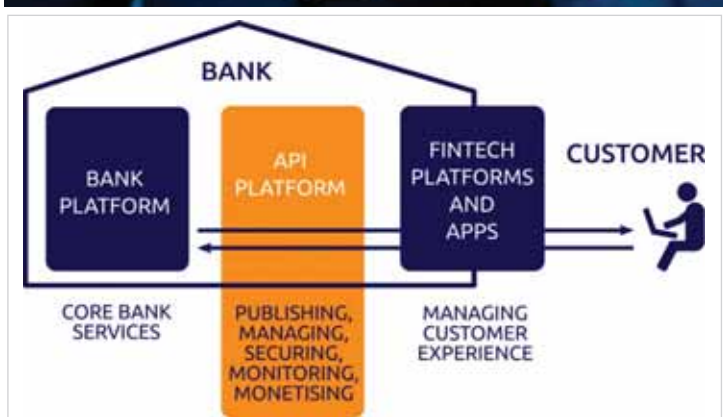 BANK
BANK
PLATFORM
API
PLATFORM
FINTECH
PLATFORMS
AND
APPS
CUSTOMER
CORE BANK
SERVICES
PUBLISHING,
MANAGING,
SECURING,
MONITORING,
MONETISING
MANAGING
CUSTOMER
EXPERIENCE